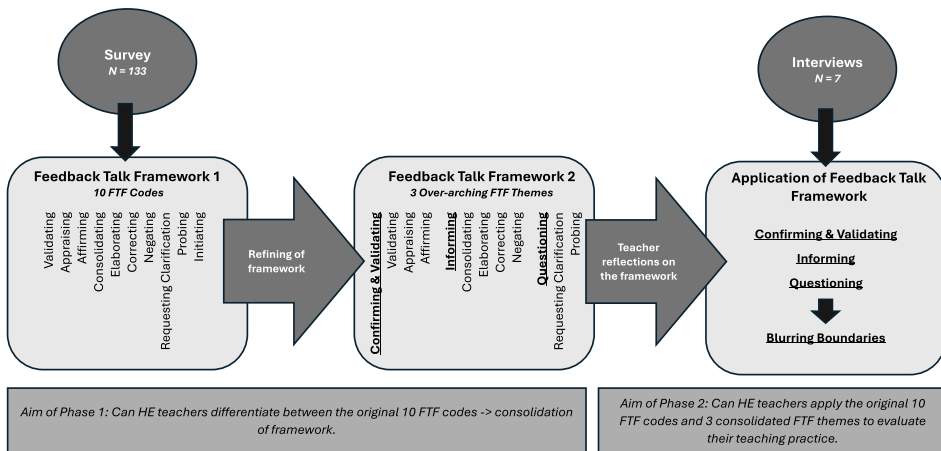 Survey
N = 133
Interviews
N = 7
Feedback Talk Framework 1
10 FTF Codes
Validating
Appraising
Affirming
Consolidating
Elaborating
Correcting
Negating
Requesting Clarification
Probing
Initiating
Refining of
framework
Feedback Talk Framework 2
3 Over-arching FTF Themes
Confirming & Validating
Validating
Appraising
Affirming
Informing
Consolidating
Elaborating
Correcting
Negating
Questioning
Requesting Clarification
Probing
Teacher
reflections on
the framework
Application of Feedback Talk
Framework
Confirming & Validating
Informing
Questioning
Blurring Boundaries
Aim of Phase 1: Can HE teachers differentiate between the original 10 FTF codes -> consolidation
of framework.
Aim of Phase 2: Can HE teachers apply the original 10
FTF codes and 3 consolidated FTF themes to evaluate
their teaching practice.